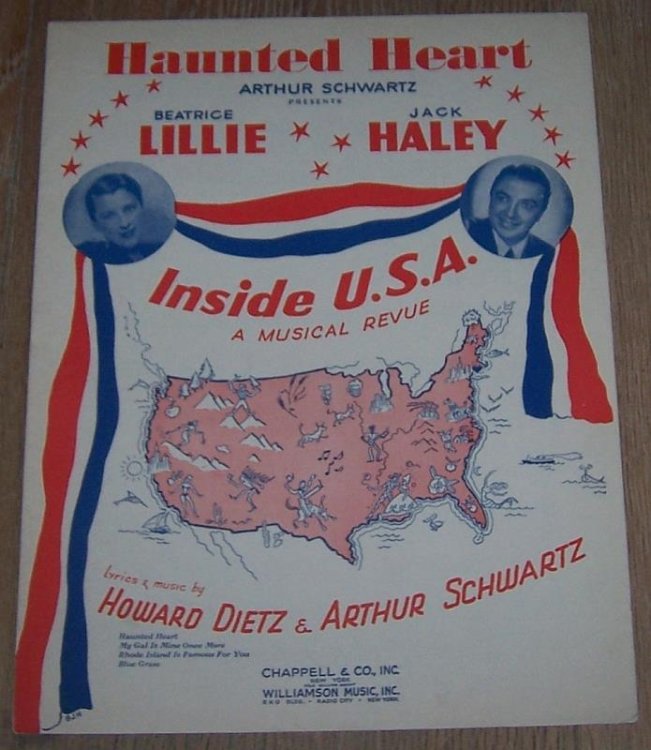 Haunted Heart
ARTHUR SCHWARTZ
PRESENTS
BEATRICE LILLIE
JACK HALEY
Inside U.S.A.
A MUSICAL REVUE
lyrics & music by
HOWARD DIETZ & ARTHUR SCHWARTZ
Haunted Heart
My Gal Is Mine Once More
Rhode Island Is Famous For You
Blue Grass
CHAPPELL & CO., INC.
NEW YORK
WILLIAMSON MUSIC, INC.
RKO BLDG. - RADIO CITY - NEW YORK